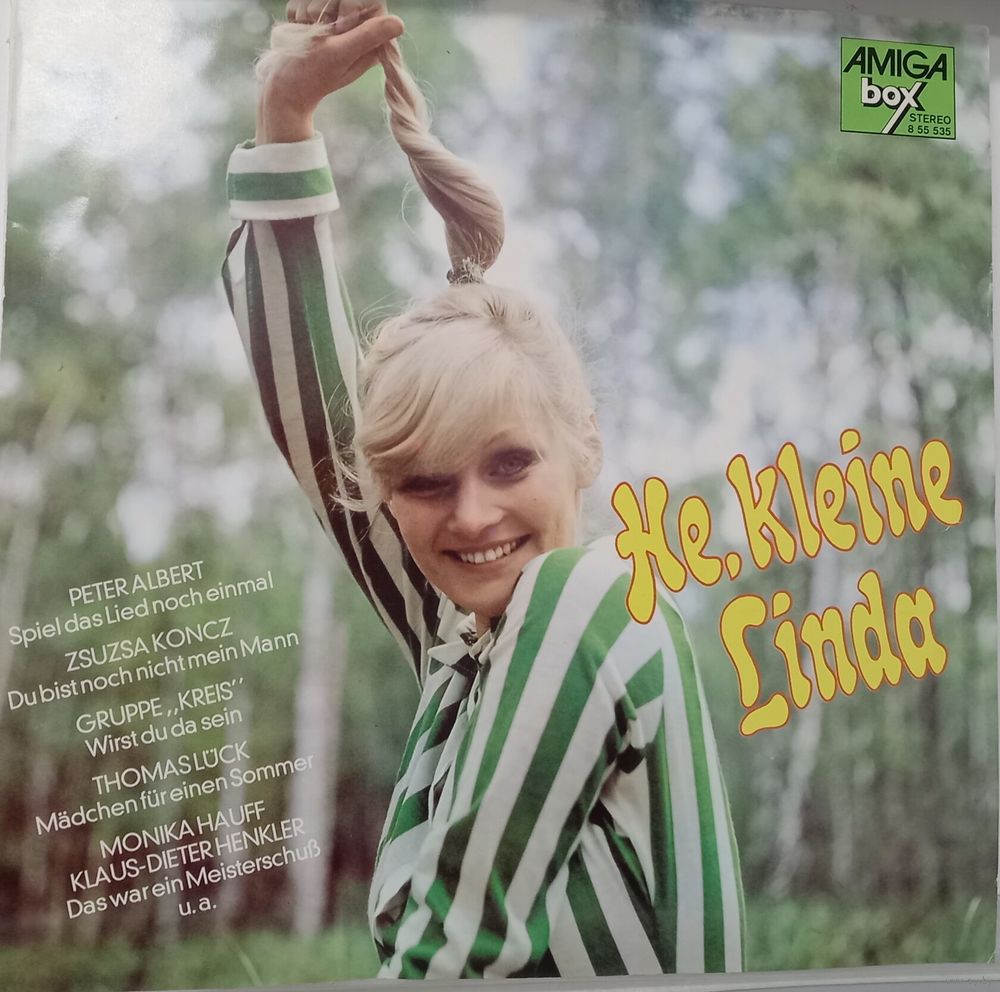 AMIGA
box
STEREO
8 55 535
He, kleine
Linda
PETER ALBERT
Spiel das Lied noch einmal
ZSUZSA KONCZ
Du bist noch nicht mein Mann
GRUPPE „KREIS”
Wirst du da sein
THOMAS LÜCK
Mädchen für einen Sommer
MONIKA HAUFF
KLAUS-DIETER HENKLER
Das war ein Meisterschuß
u. a.